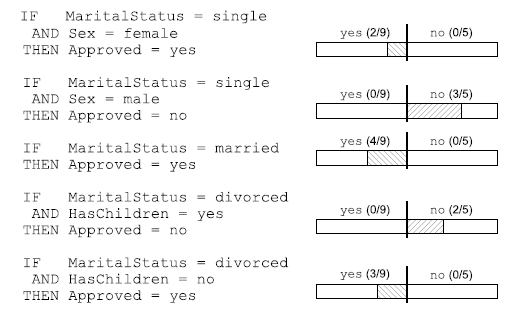 IF MaritalStatus = single
AND Sex = female
THEN Approved = yes
yes (2/9) no (0/5)
IF MaritalStatus = single
AND Sex = male
THEN Approved = no
yes (0/9) no (3/5)
IF MaritalStatus = married
THEN Approved = yes
yes (4/9) no (0/5)
IF MaritalStatus = divorced
AND HasChildren = yes
THEN Approved = no
yes (0/9) no (2/5)
IF MaritalStatus = divorced
AND HasChildren = no
THEN Approved = yes
yes (3/9) no (0/5)